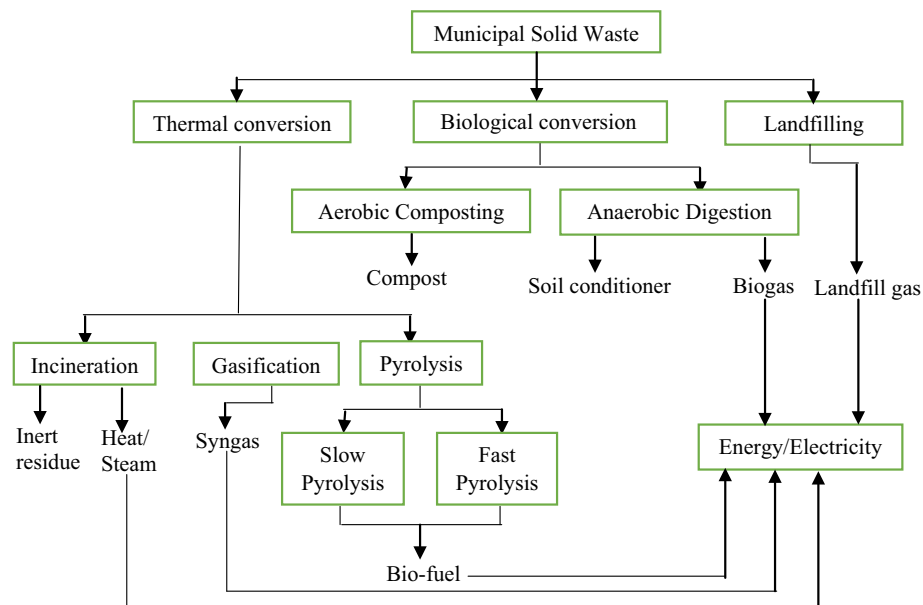 Municipal Solid Waste
Thermal conversion
Biological conversion
Landfilling
Aerobic Composting
Anaerobic Digestion
Compost
Soil conditioner
Biogas
Landfill gas
Incineration
Gasification
Pyrolysis
Inert
residue
Heat/
Steam
Syngas
Slow
Pyrolysis
Fast
Pyrolysis
Energy/Electricity
Bio-fuel